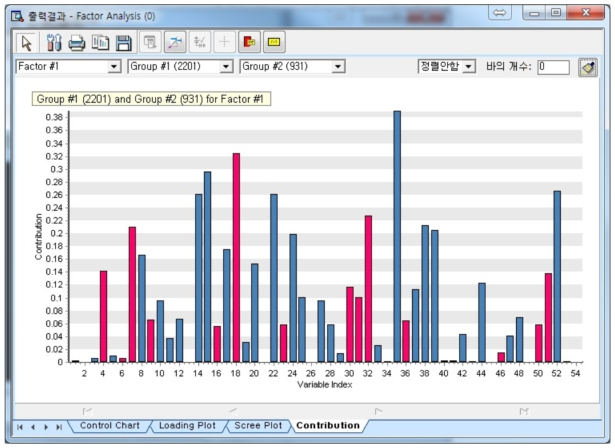 출력결과 - Factor Analysis (0)
Factor #1 Group #1 (2201) Group #2 (931) 정렬안함 바의 개수: 0
Group #1 (2201) and Group #2 (931) for Factor #1
0.38
0.36
0.34
0.32
0.3
0.28
0.26
0.24
0.22
0.2
0.18
0.16
0.14
0.12
0.1
0.08
0.06
0.04
0.02
0
Contribution
2 4 6 8 10 12 14 16 18 20 22 24 26 28 30 32 34 36 38 40 42 44 46 48 50 52 54
Variable Index
Control Chart Loading Plot Scree Plot Contribution